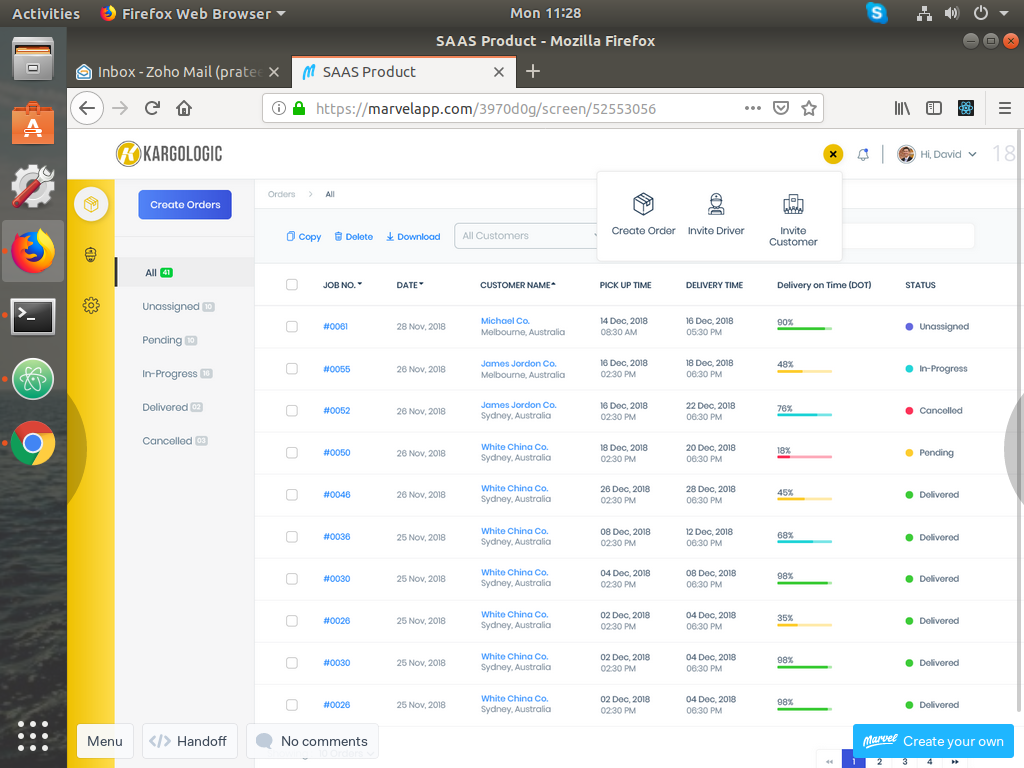 Activities Firefox Web Browser Mon 11:28
SAAS Product - Mozilla Firefox
Inbox - Zoho Mail (pratee SAAS Product
https://marvelapp.com/3970d0g/screen/52553056
KARGOLOGIC Hi, David 18
Create Orders
Orders > All
Create Order Invite Driver Invite Customer
Copy Delete Download All Customers
All 41
Unassigned 10
Pending 10
In-Progress 16
Delivered 02
Cancelled 03
JOB NO. DATE CUSTOMER NAME PICK UP TIME DELIVERY TIME Delivery on Time (DOT) STATUS
#0061 28 Nov, 2018 Michael Co. 14 Dec, 2018 16 Dec, 2018 90% Unassigned
Melbourne, Australia 08:30 AM 05:30 PM
#0055 26 Nov, 2018 James Jordon Co. 16 Dec, 2018 18 Dec, 2018 48% In-Progress
Melbourne, Australia 02:30 PM 06:30 PM
#0052 26 Nov, 2018 James Jordon Co. 16 Dec, 2018 22 Dec, 2018 76% Cancelled
Sydney, Australia 02:30 PM 06:30 PM
#0050 26 Nov, 2018 White China Co. 18 Dec, 2018 20 Dec, 2018 18% Pending
Sydney, Australia 02:30 PM 06:30 PM
#0046 26 Nov, 2018 White China Co. 26 Dec, 2018 28 Dec, 2018 45% Delivered
Sydney, Australia 02:30 PM 06:30 PM
#0036 25 Nov, 2018 White China Co. 08 Dec, 2018 12 Dec, 2018 68% Delivered
Sydney, Australia 02:30 PM 06:30 PM
#0030 25 Nov, 2018 White China Co. 04 Dec, 2018 08 Dec, 2018 98% Delivered
Sydney, Australia 02:30 PM 06:30 PM
#0026 25 Nov, 2018 White China Co. 02 Dec, 2018 04 Dec, 2018 35% Delivered
Sydney, Australia 02:30 PM 06:30 PM
#0030 25 Nov, 2018 White China Co. 02 Dec, 2018 04 Dec, 2018 98% Delivered
Sydney, Australia 02:30 PM 06:30 PM
#0026 25 Nov, 2018 White China Co. 02 Dec, 2018 04 Dec, 2018 98% Delivered
Sydney, Australia 02:30 PM 06:30 PM
Menu </> Handoff No comments Marvel Create your own
1 2 3 4